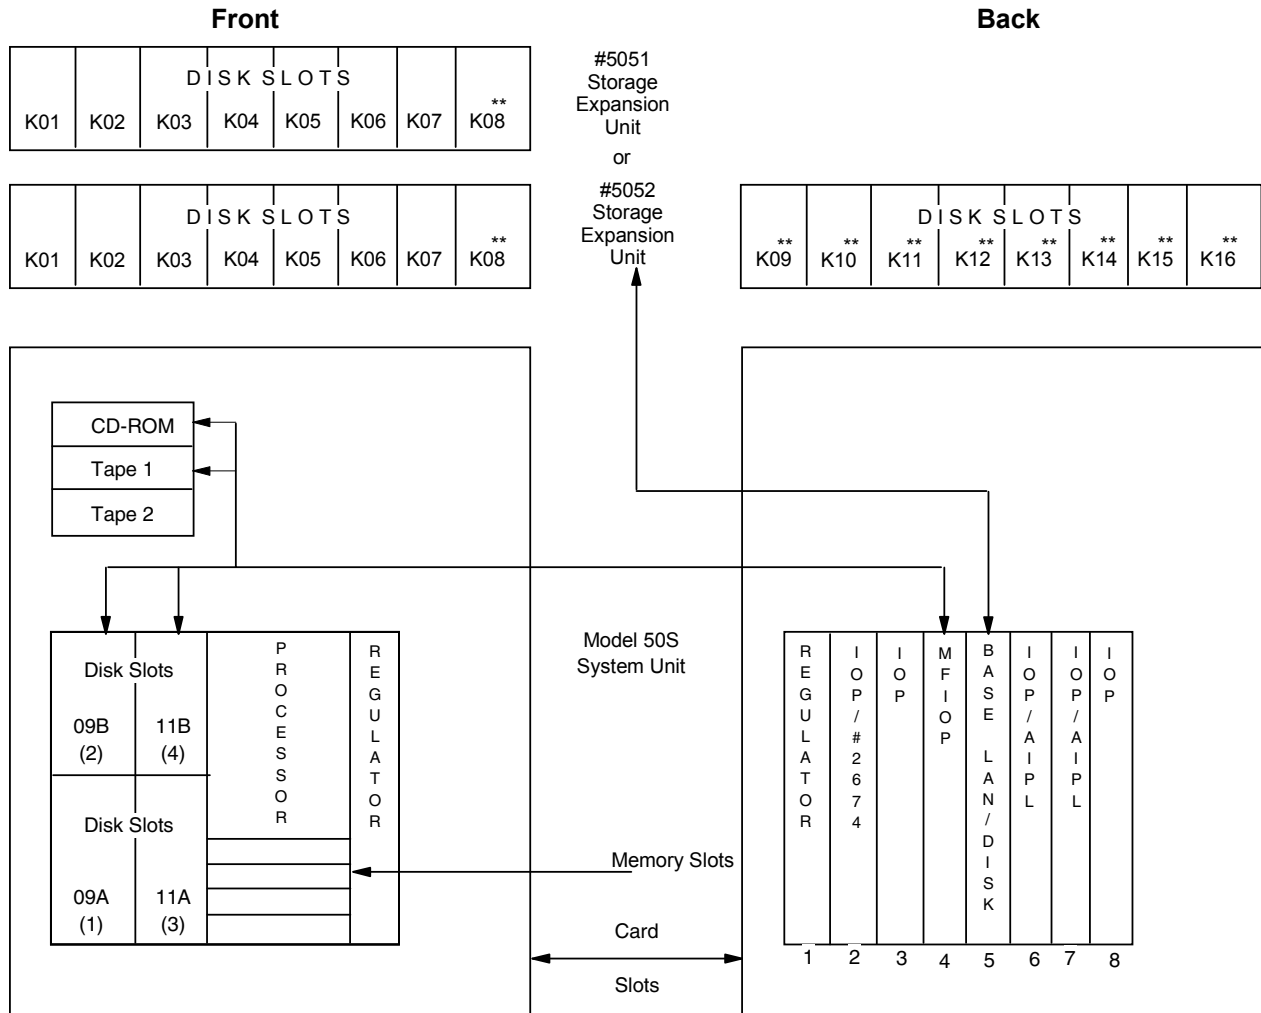 Front
Back
DISK SLOTS
**
K01 K02 K03 K04 K05 K06 K07 K08
#5051
Storage
Expansion
Unit
or
#5052
Storage
Expansion
Unit
DISK SLOTS
**
K01 K02 K03 K04 K05 K06 K07 K08
DISK SLOTS
** ** ** ** ** ** ** **
K09 K10 K11 K12 K13 K14 K15 K16
CD-ROM
Tape 1
Tape 2
Disk Slots
09B 11B
(2) (4)
Disk Slots
09A 11A
(1) (3)
PROCESSOR
REGULATOR
Model 50S
System Unit
Memory Slots
Card
Slots
REGULATOR
IOP/#2674
IOP
MFIOP
BASE LAN/DISK
IOP/AIPL
IOP/AIPL
IOP
1 2 3 4 5 6 7 8